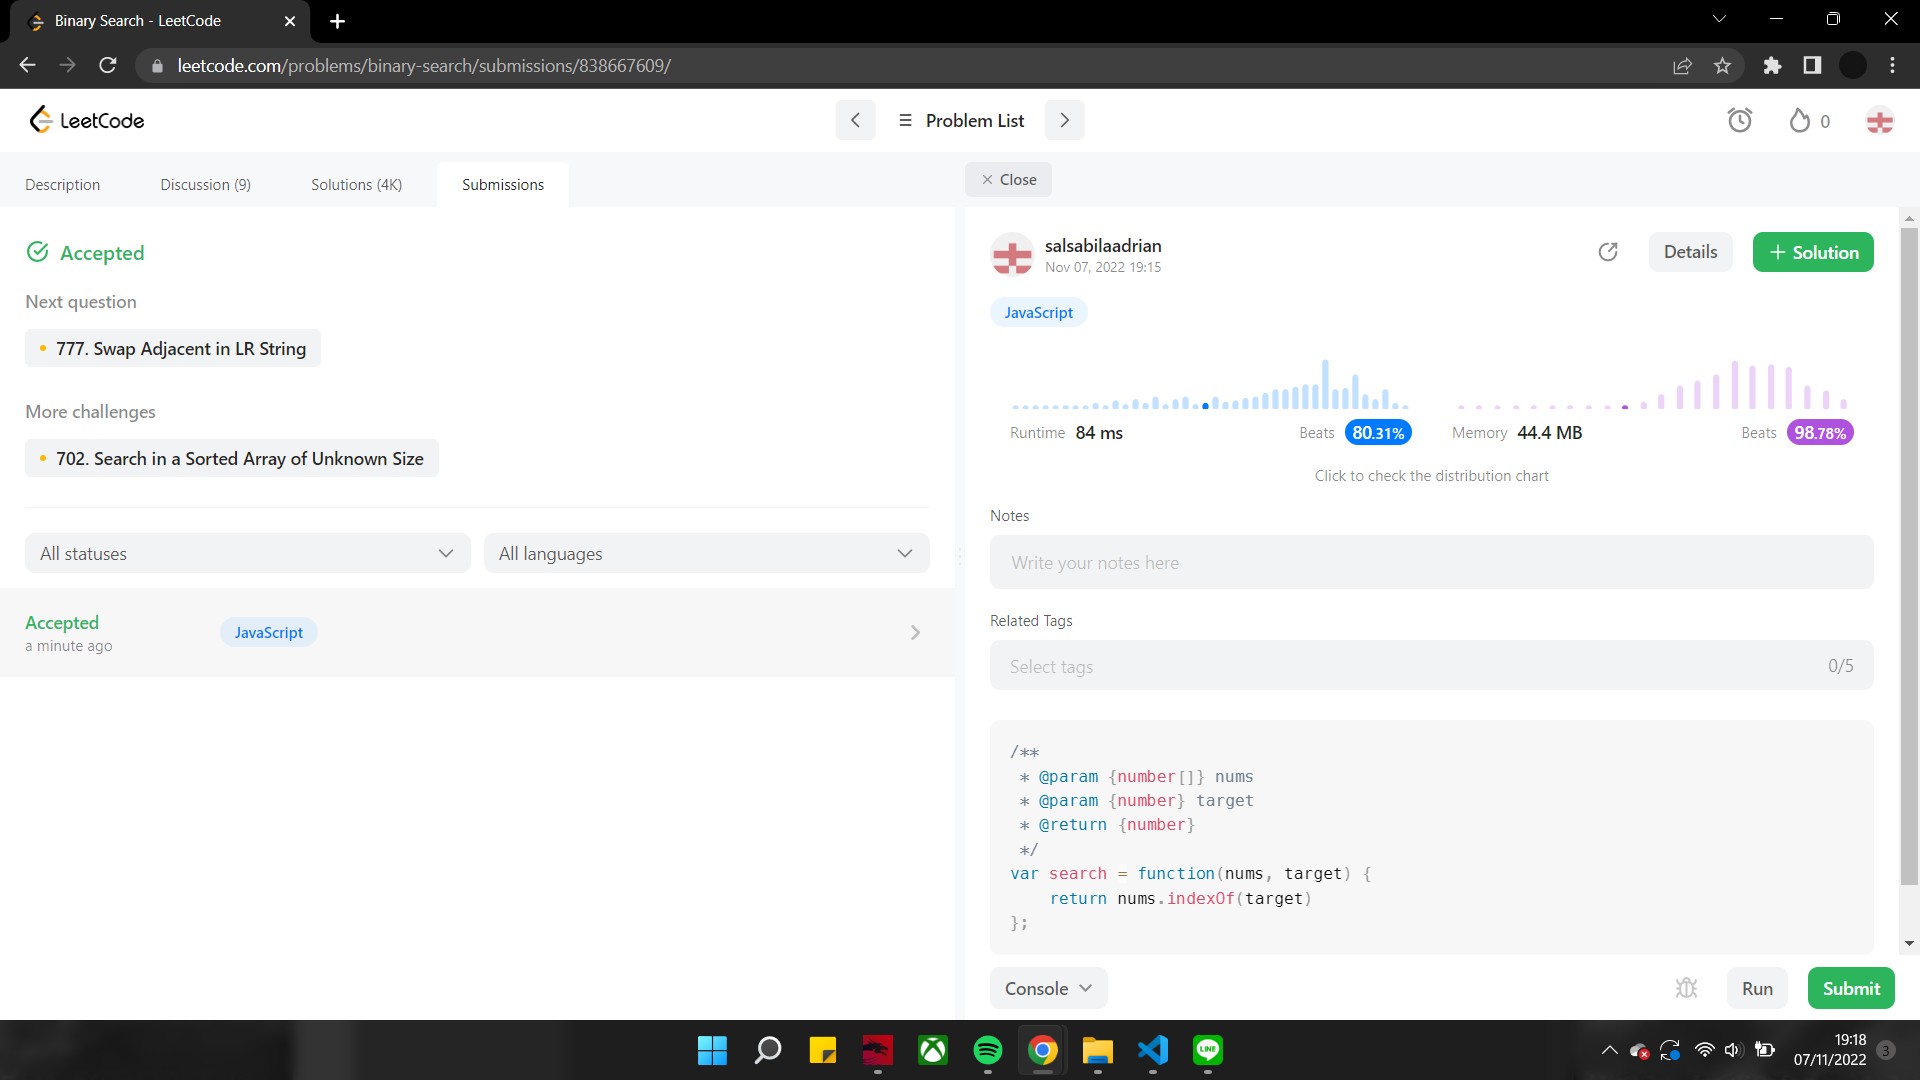 Binary Search - LeetCode
leetcode.com/problems/binary-search/submissions/838667609/
LeetCode
Problem List
0
Description Discussion (9) Solutions (4K) Submissions
Close
Accepted
Next question
777. Swap Adjacent in LR String
More challenges
702. Search in a Sorted Array of Unknown Size
All statuses All languages
Accepted
a minute ago
JavaScript
salsabilaadrian
Nov 07, 2022 19:15
Details
+ Solution
JavaScript
Runtime 84 ms Beats 80.31% Memory 44.4 MB Beats 98.78%
Click to check the distribution chart
Notes
Write your notes here
Related Tags
Select tags 0/5
/**
 * @param {number[]} nums
 * @param {number} target
 * @return {number}
 */
var search = function(nums, target) {
    return nums.indexOf(target)
};
Console Run Submit
LINE
19:18
07/11/2022
3